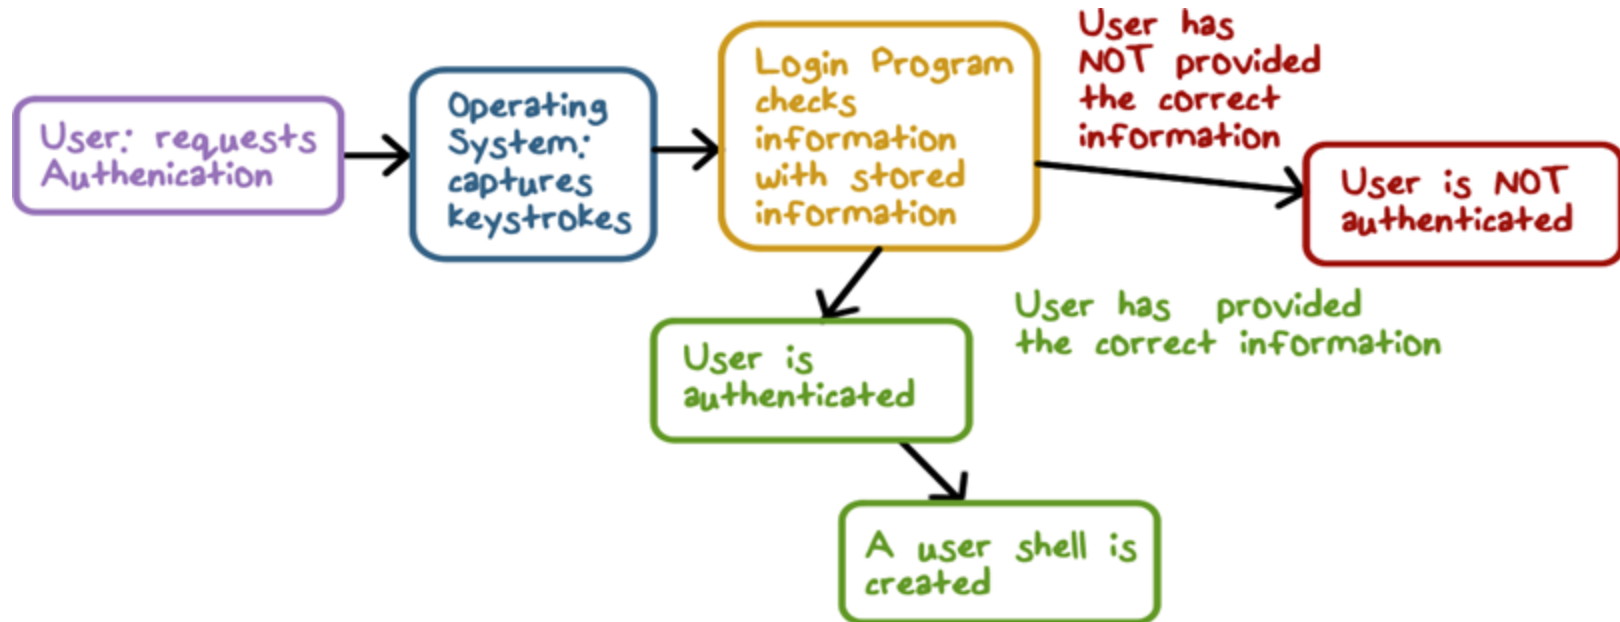 User: requests
Authenication
Operating
System:
captures
keystrokes
Login Program
checks
information
with stored
information
User has
NOT provided
the correct
information
User is NOT
authenticated
User has provided
the correct information
User is
authenticated
A user shell is
created